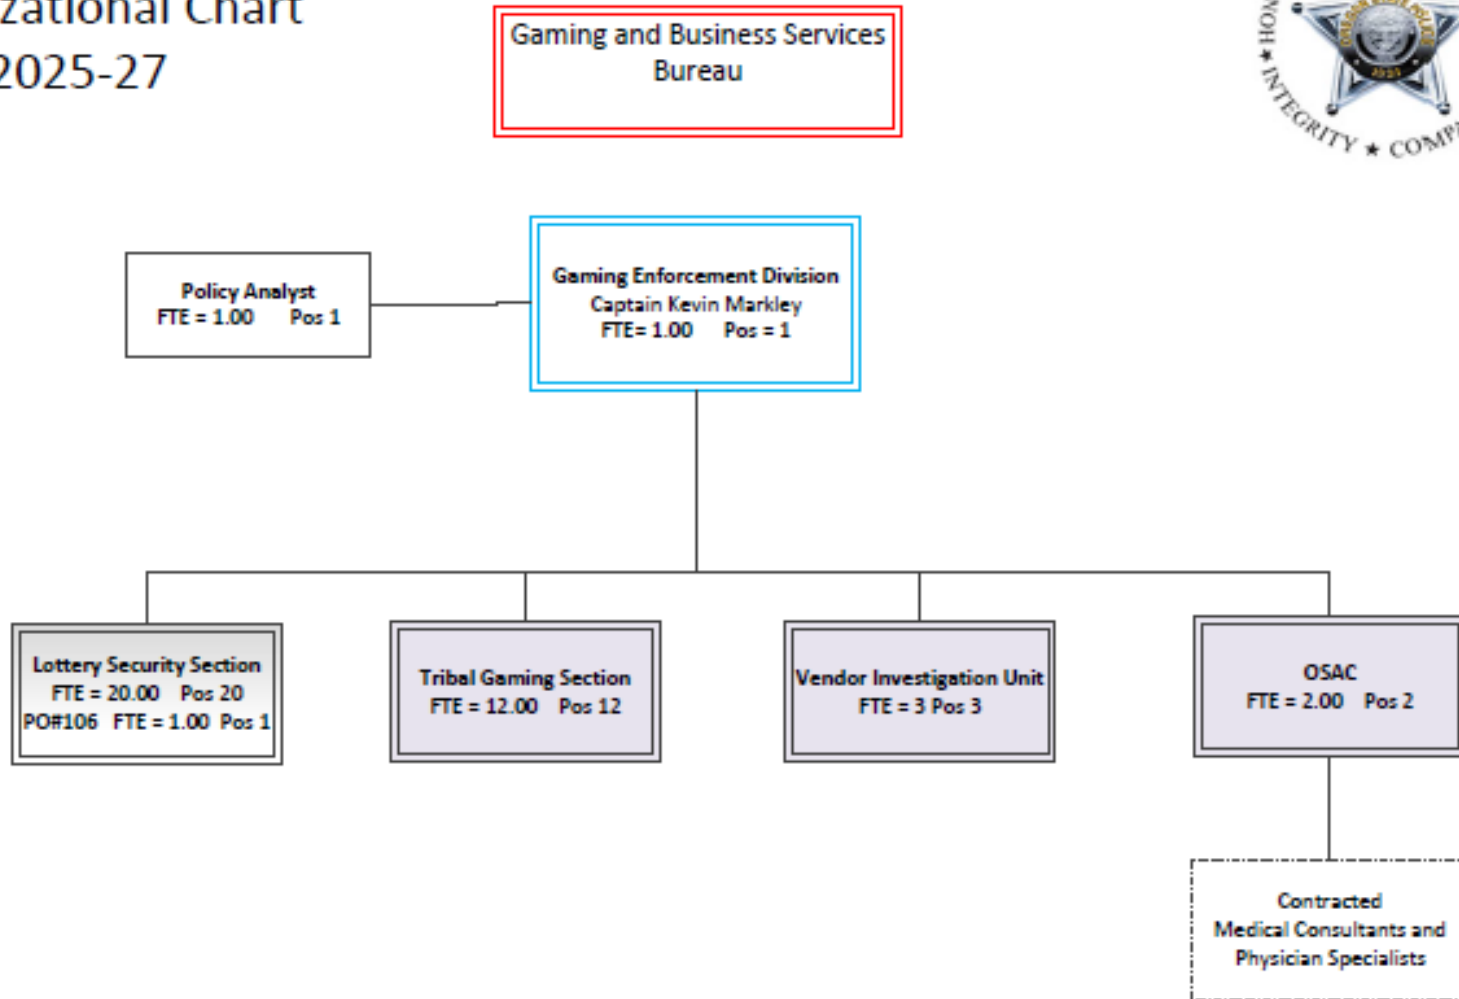 zational Chart
2025-27
Gaming and Business Services
Bureau
INTEGRITY ★
1925
Policy Analyst
FTE = 1.00 Pos 1
Gaming Enforcement Division
Captain Kevin Markley
FTE= 1.00 Pos = 1
Lottery Security Section
FTE = 20.00 Pos 20
PO#106 FTE = 1.00 Pos 1
Tribal Gaming Section
FTE = 12.00 Pos 12
Vendor Investigation Unit
FTE = 3 Pos 3
OSAC
FTE = 2.00 Pos 2
Contracted
Medical Consultants and
Physician Specialists